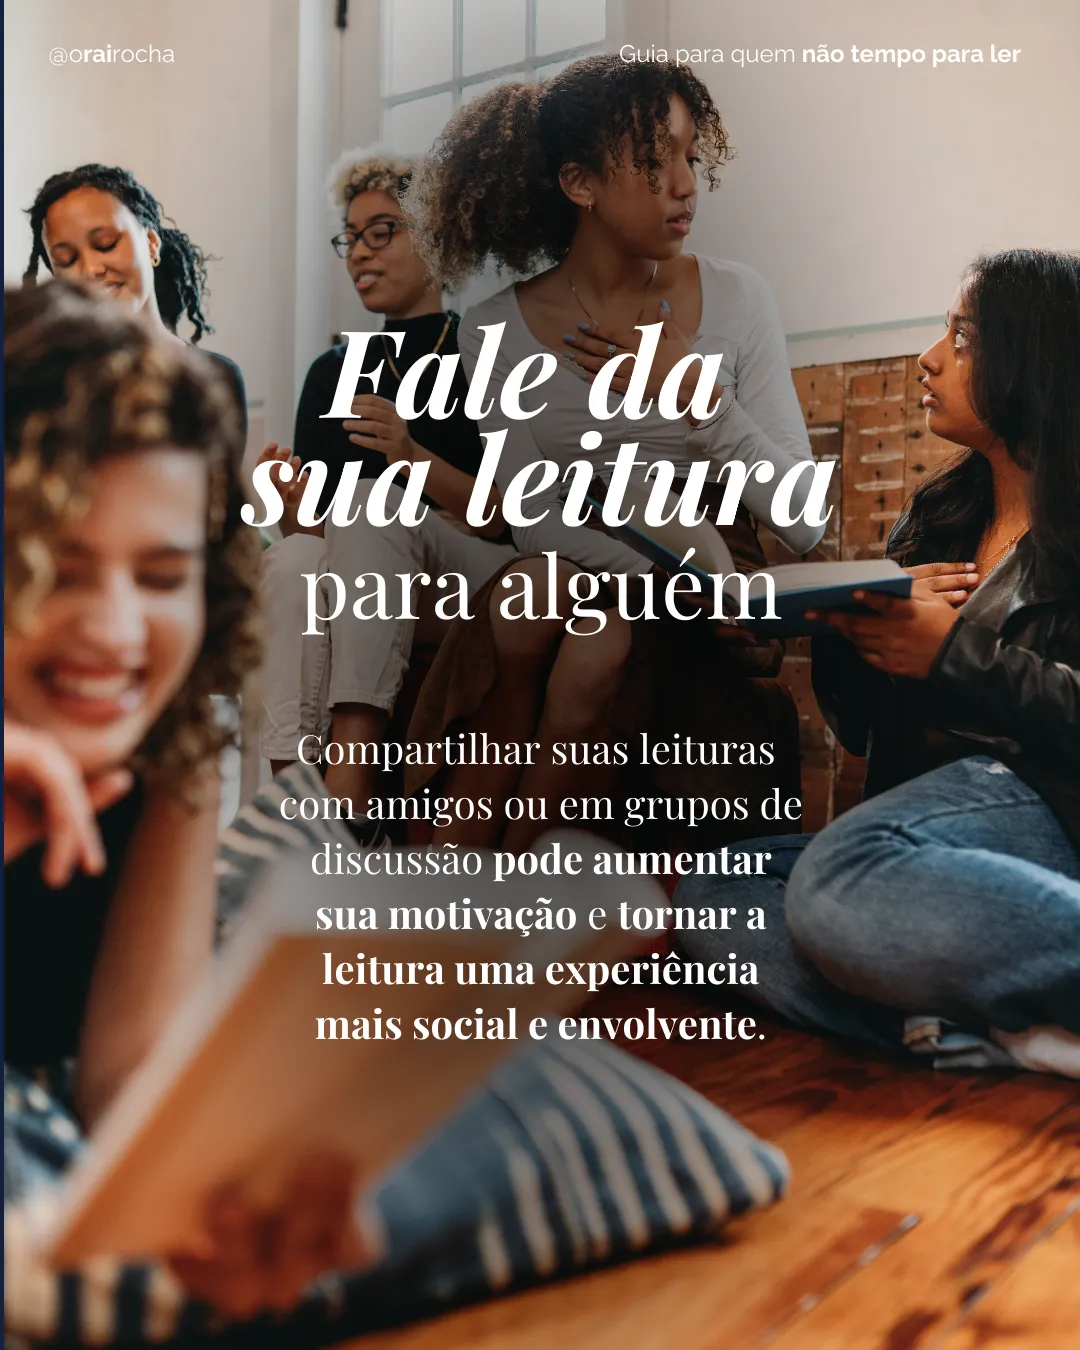 @orairocha
Guia para quem não tempo para ler
Fale da
sua leitura
para alguém
Compartilhar suas leituras
com amigos ou em grupos de
discussão pode aumentar
sua motivação e tornar a
leitura uma experiência
mais social e envolvente.